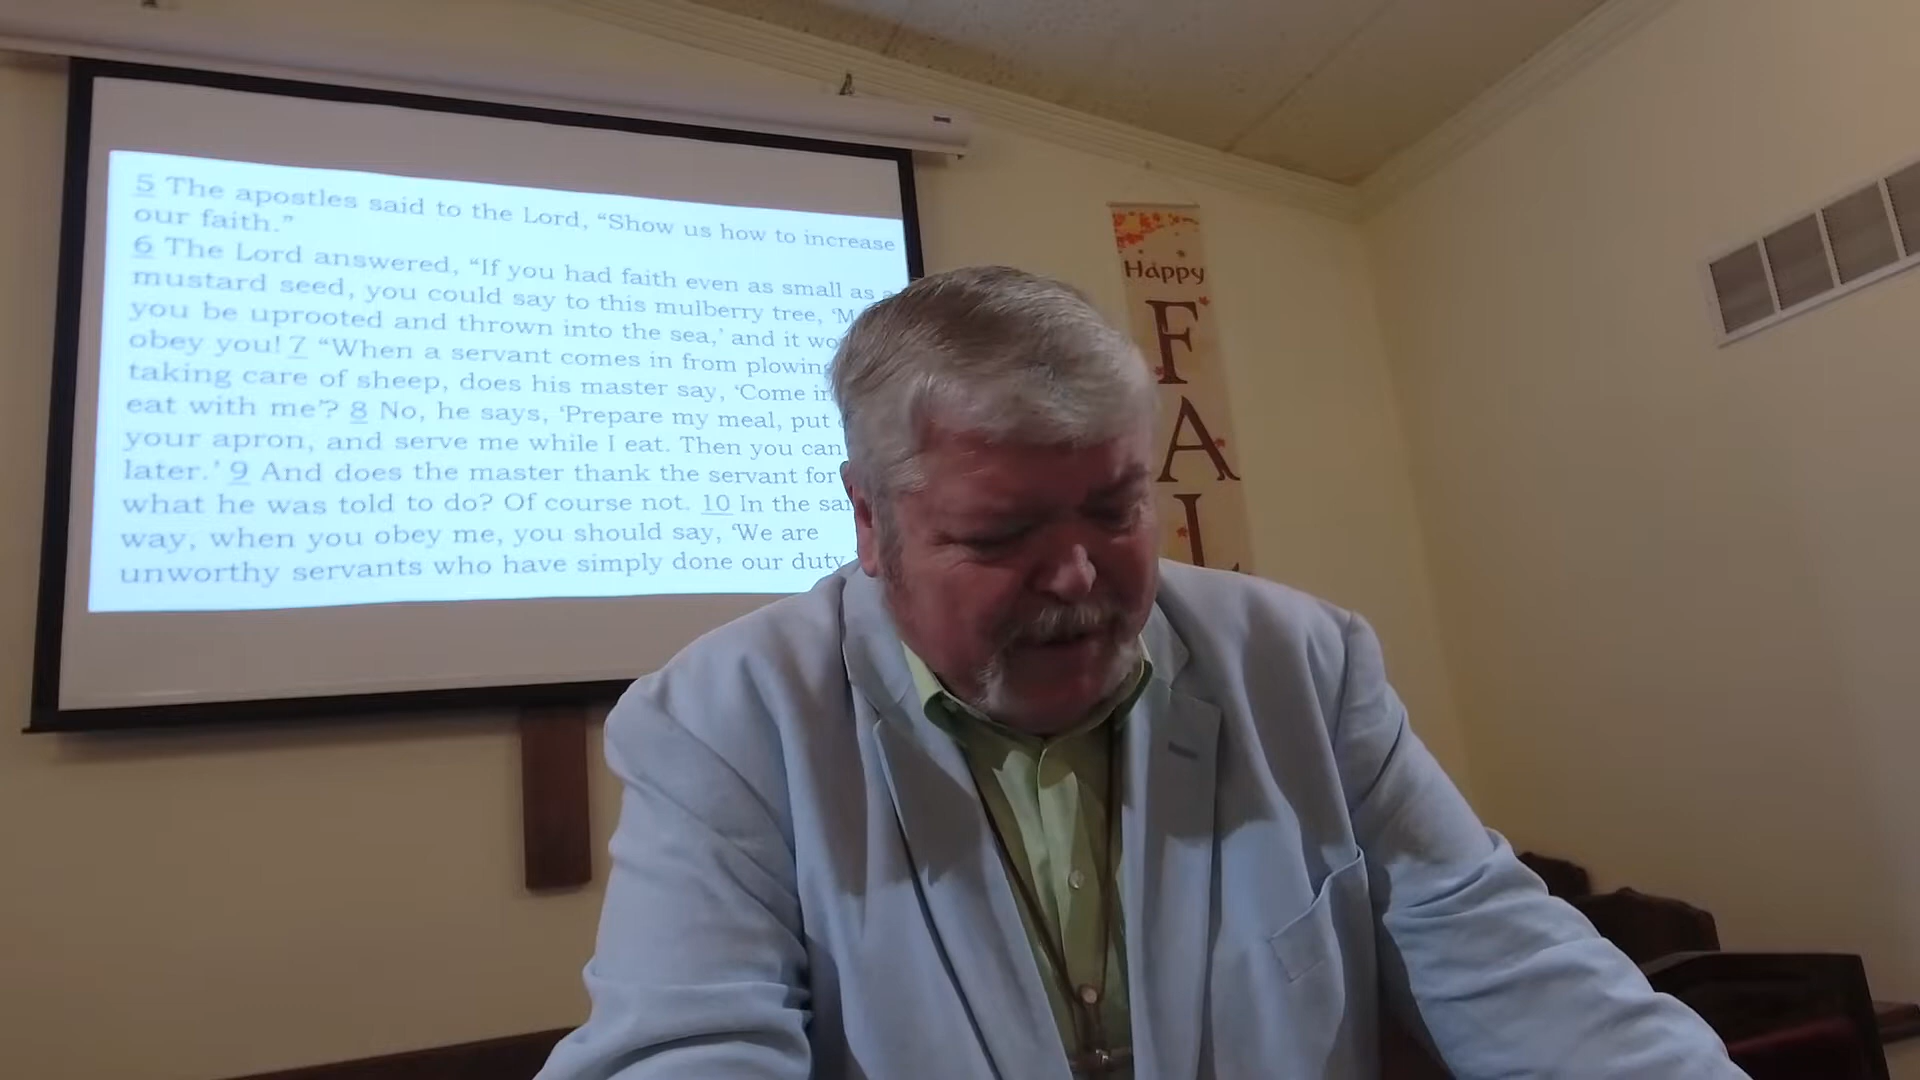 5 The apostles said to the Lord, “Show us how to increase
our faith.”
6 The Lord answered, “If you had faith even as small as a
mustard seed, you could say to this mulberry tree, ‘M
you be uprooted and thrown into the sea,’ and it wo
obey you! 7 “When a servant comes in from plowing
taking care of sheep, does his master say, ‘Come in
eat with me’? 8 No, he says, ‘Prepare my meal, put
your apron, and serve me while I eat. Then you can
later.’ 9 And does the master thank the servant for
what he was told to do? Of course not. 10 In the sa
way, when you obey me, you should say, ‘We are
unworthy servants who have simply done our duty.’
Happy
FAL